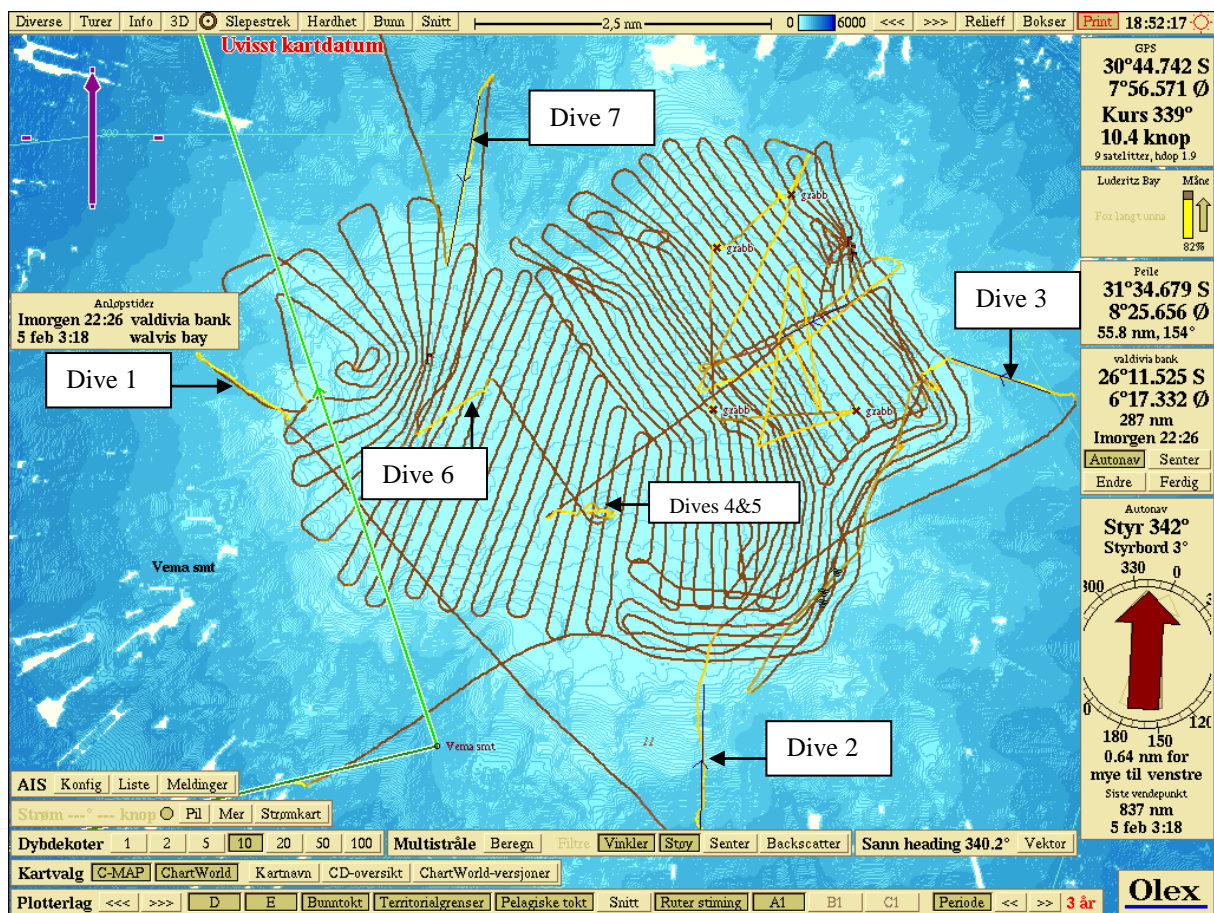 Diverse Turer Info 3D Slepestrek Hardhet Bunn Snitt 2,5 nm 0 6000 <<< >>> Relieff Bokser Print 18:52:17
Uvisst kartdatum
GPS
30°44.742 S
7°56.571 Ø
Kurs 339°
10.4 knop
9 satelitter, hdop 1.9
Luderitz Bay Måne
For langt unna
82%
Peile
31°34.679 S
8°25.656 Ø
55.8 nm, 154°
valdivia bank
26°11.525 S
6°17.332 Ø
287 nm
Imorgen 22:26
Autonav Senter
Endre Ferdig
Autonav
Styr 342°
Styrbord 3°
330 0
300
120
180 150
0.64 nm for
mye til venstre
Siste vendepunkt
837 nm
5 feb 3:18
200
Dive 7
grabb
grabb
Dive 3
Anløpstider
Imorgen 22:26 valdivia bank
5 feb 3:18 walvis bay
Dive 1
grabb
grabb
Dive 6
Dives 4&5
Vema smt
Vema smt
11
Dive 2
AIS Konfig Liste Meldinger
Strøm ---° --- knop Pil Mer Strømkart
Dybdekoter 1 2 5 10 20 50 100 Multistråle Beregn Filtre Vinkler Støy Senter Backscatter Sann heading 340.2° Vektor
Kartvalg C-MAP ChartWorld Kartnavn CD-oversikt ChartWorld-versjoner
Plotterlag <<< >>> D E Bunntokt Territorialgrenser Pelagiske tokt Snitt Ruter stiming A1 B1 C1 Periode << >> 3 år
Olex